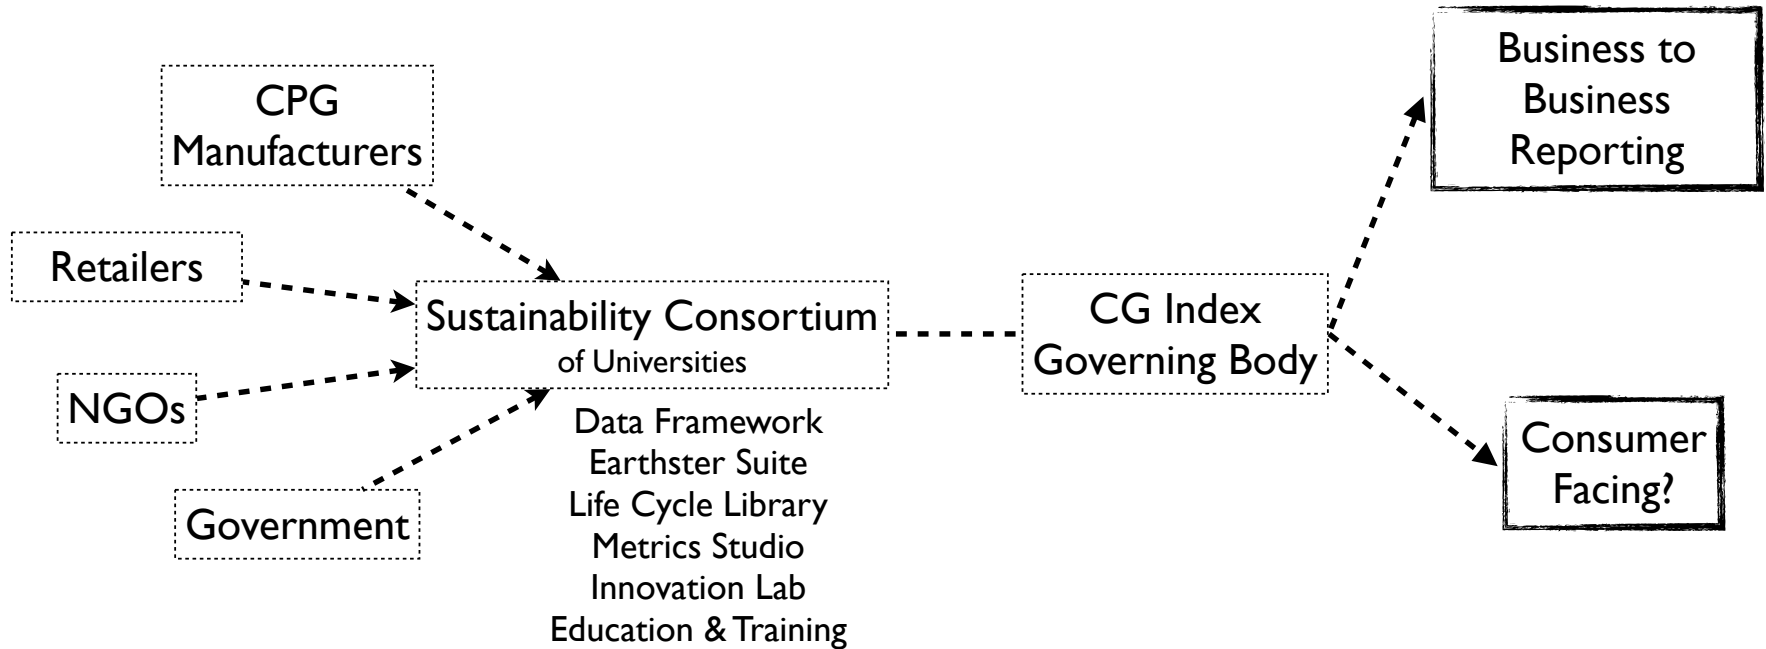 CPG
Manufacturers
Retailers
NGOs
Government
Sustainability Consortium
of Universities
Data Framework
Earthster Suite
Life Cycle Library
Metrics Studio
Innovation Lab
Education & Training
CG Index
Governing Body
Business to
Business
Reporting
Consumer
Facing?